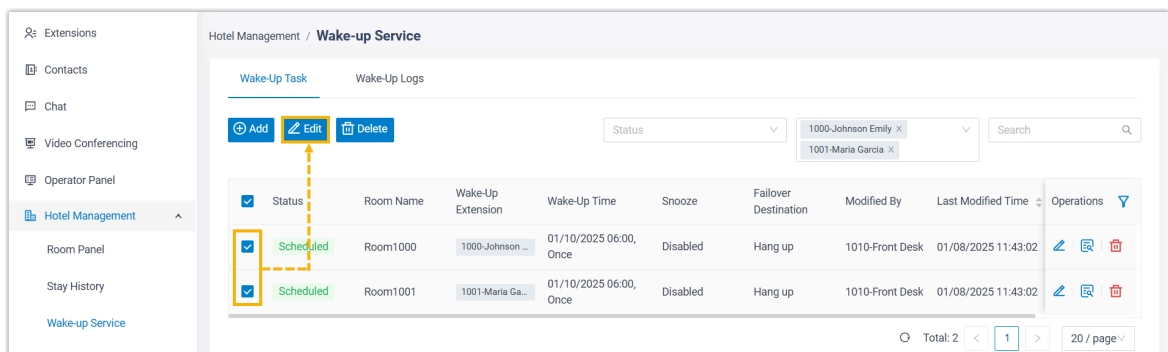 Extensions
Contacts
Chat
Video Conferencing
Operator Panel
Hotel Management
Room Panel
Stay History
Wake-up Service
Hotel Management / Wake-up Service
Wake-Up Task Wake-Up Logs
Add Edit Delete
Status
1000-Johnson Emily ×
1001-Maria Garcia ×
Search
Status Room Name Wake-Up Extension Wake-Up Time Snooze Failover Destination Modified By Last Modified Time Operations
Scheduled Room1000 1000-Johnson ... 01/10/2025 06:00, Once Disabled Hang up 1010-Front Desk 01/08/2025 11:43:02
Scheduled Room1001 1001-Maria Ga... 01/10/2025 06:00, Once Disabled Hang up 1010-Front Desk 01/08/2025 11:43:02
Total: 2 < 1 > 20 / page